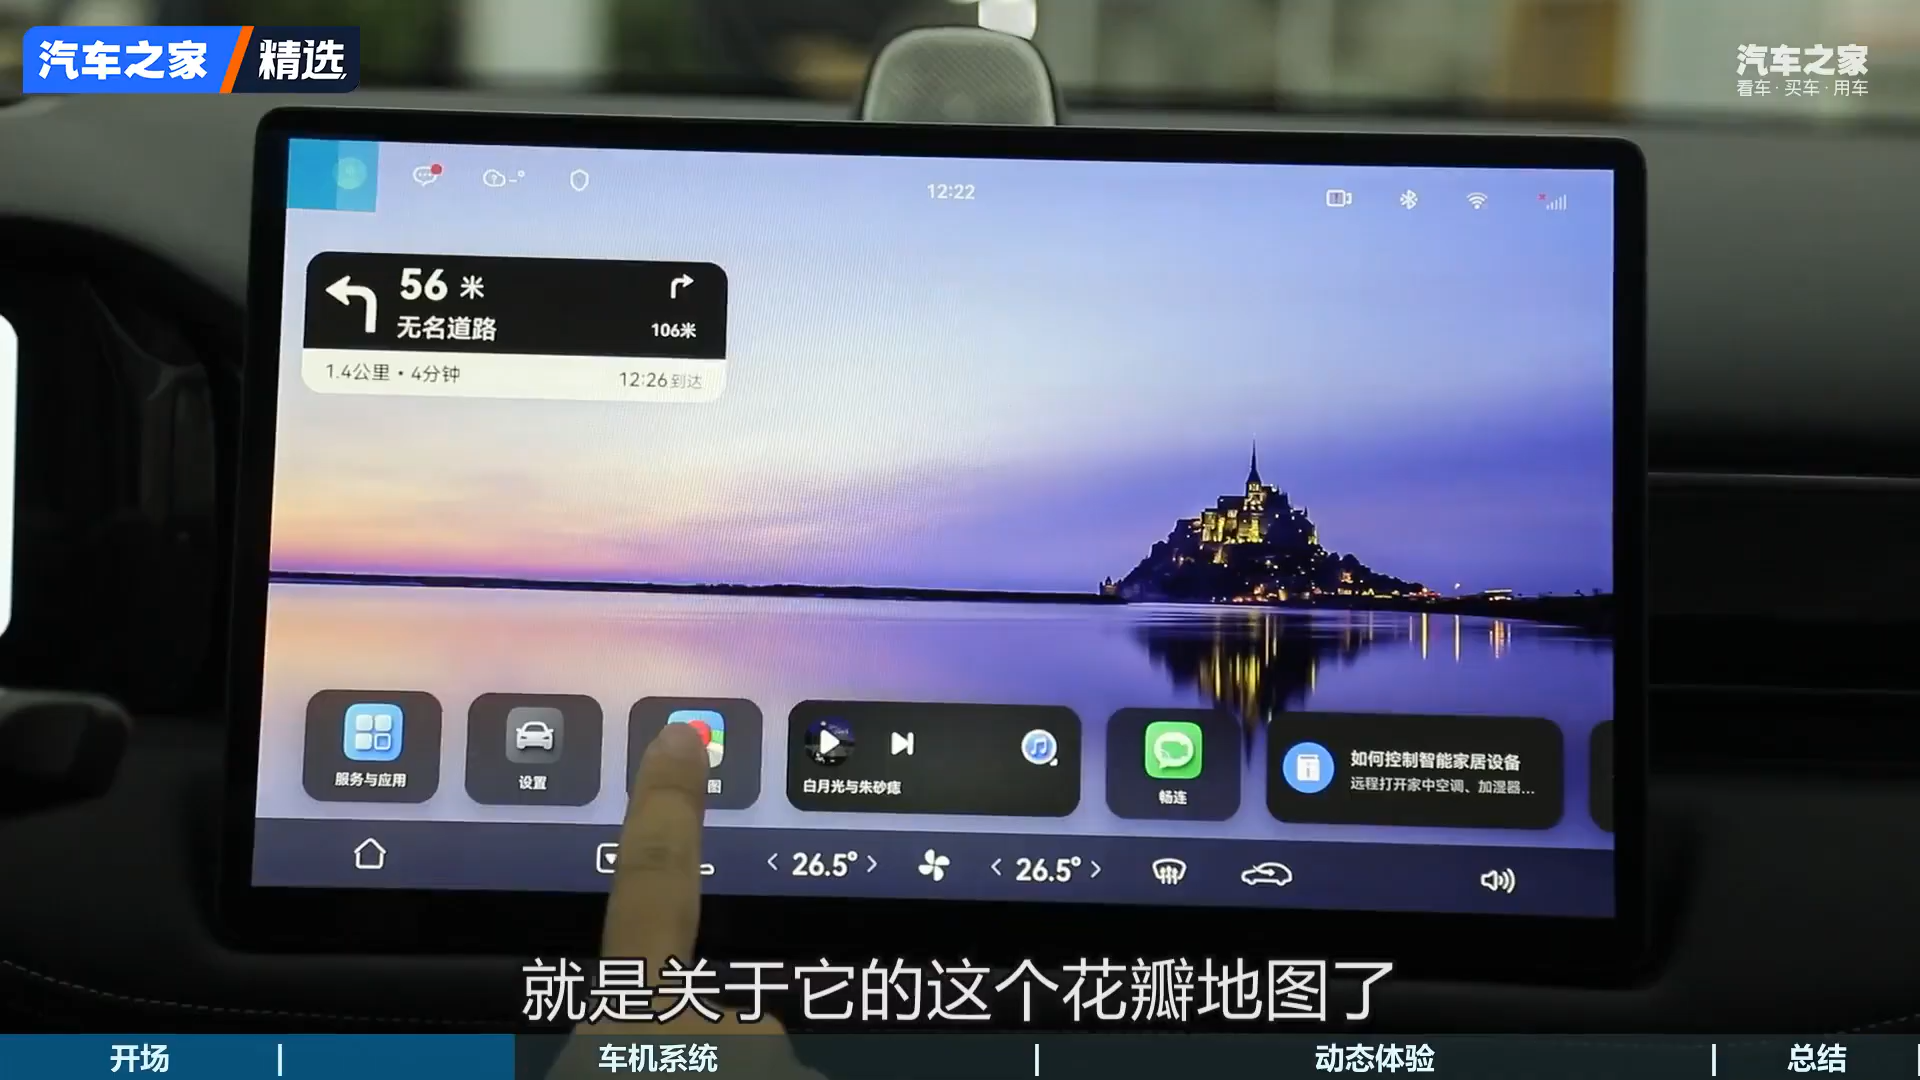 汽车之家
精选
汽车之家
看车·买车·用车
12:22
56 米
无名道路
106米
1.4公里·4分钟
12:26到达
服务与应用
设置
图
白月光与朱砂痣
畅连
如何控制智能家居设备
远程打开家中空调、加湿器...
< 26.5° >
< 26.5° >
就是关于它的这个花瓣地图了
开场
车机系统
动态体验
总结